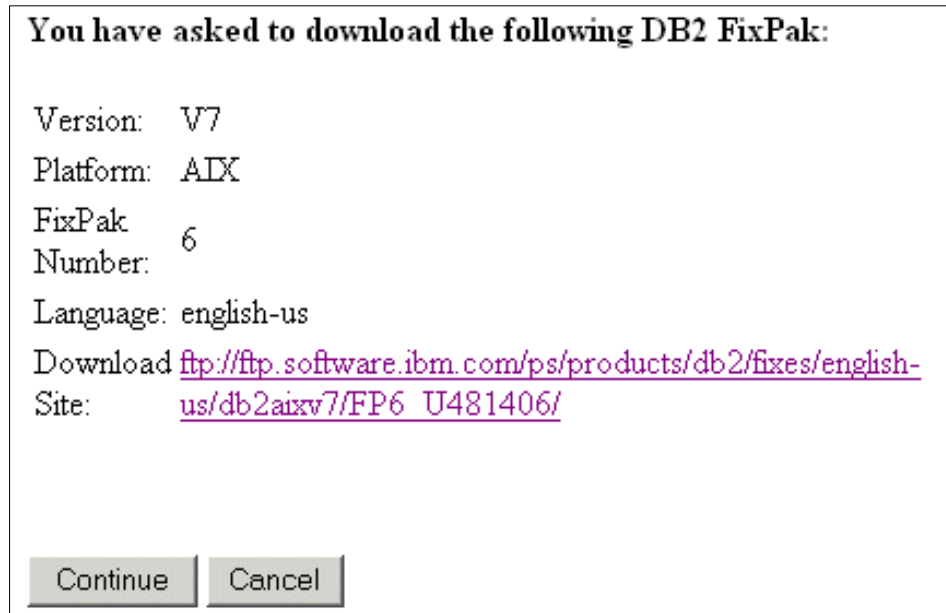 You have asked to download the following DB2 FixPak:
Version: V7
Platform: AIX
FixPak
Number: 6
Language: english-us
Download ftp://ftp.software.ibm.com/ps/products/db2/fixes/english-
Site: us/db2aixv7/FP6_U481406/
Continue Cancel